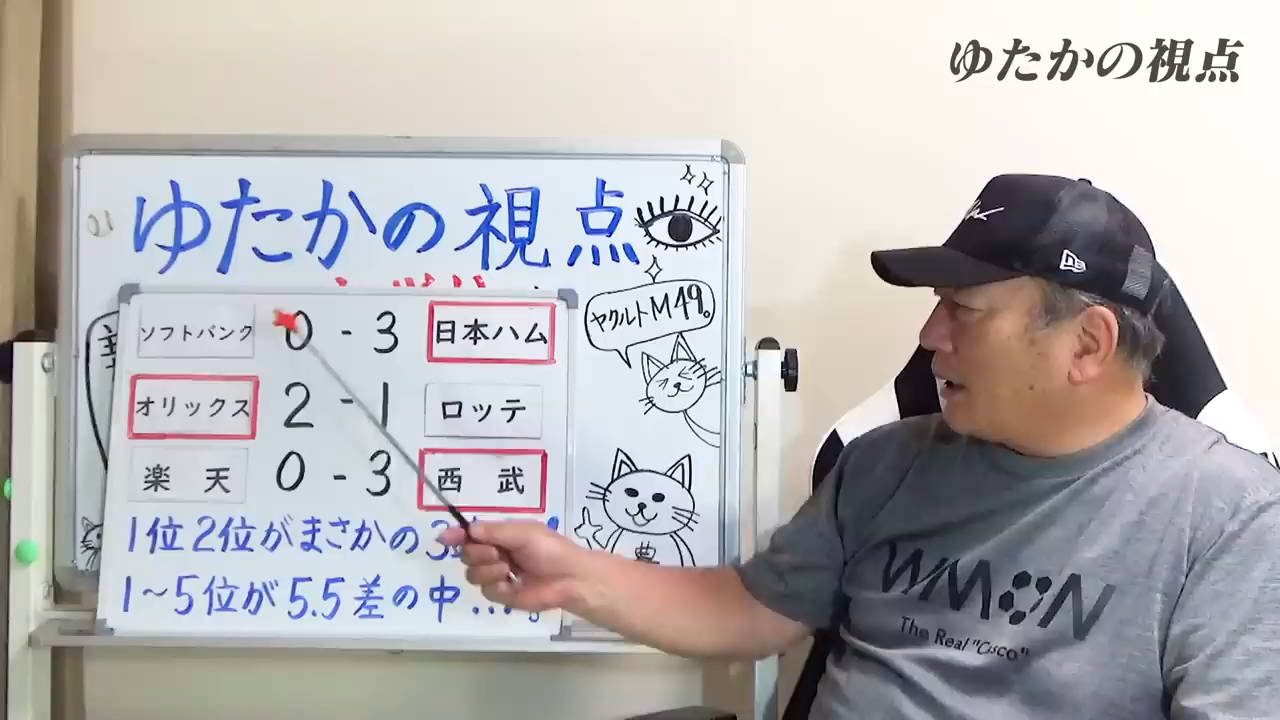 ゆたかの視点
ゆたかの視点
ヤクルトM49。
ソフトバンク 0 - 3 日本ハム
オリックス 2 - 1 ロッテ
楽天 0 - 3 西武
1位2位がまさかの3
1~5位が5.5差の中...。
WMON
The Real "Cisco"